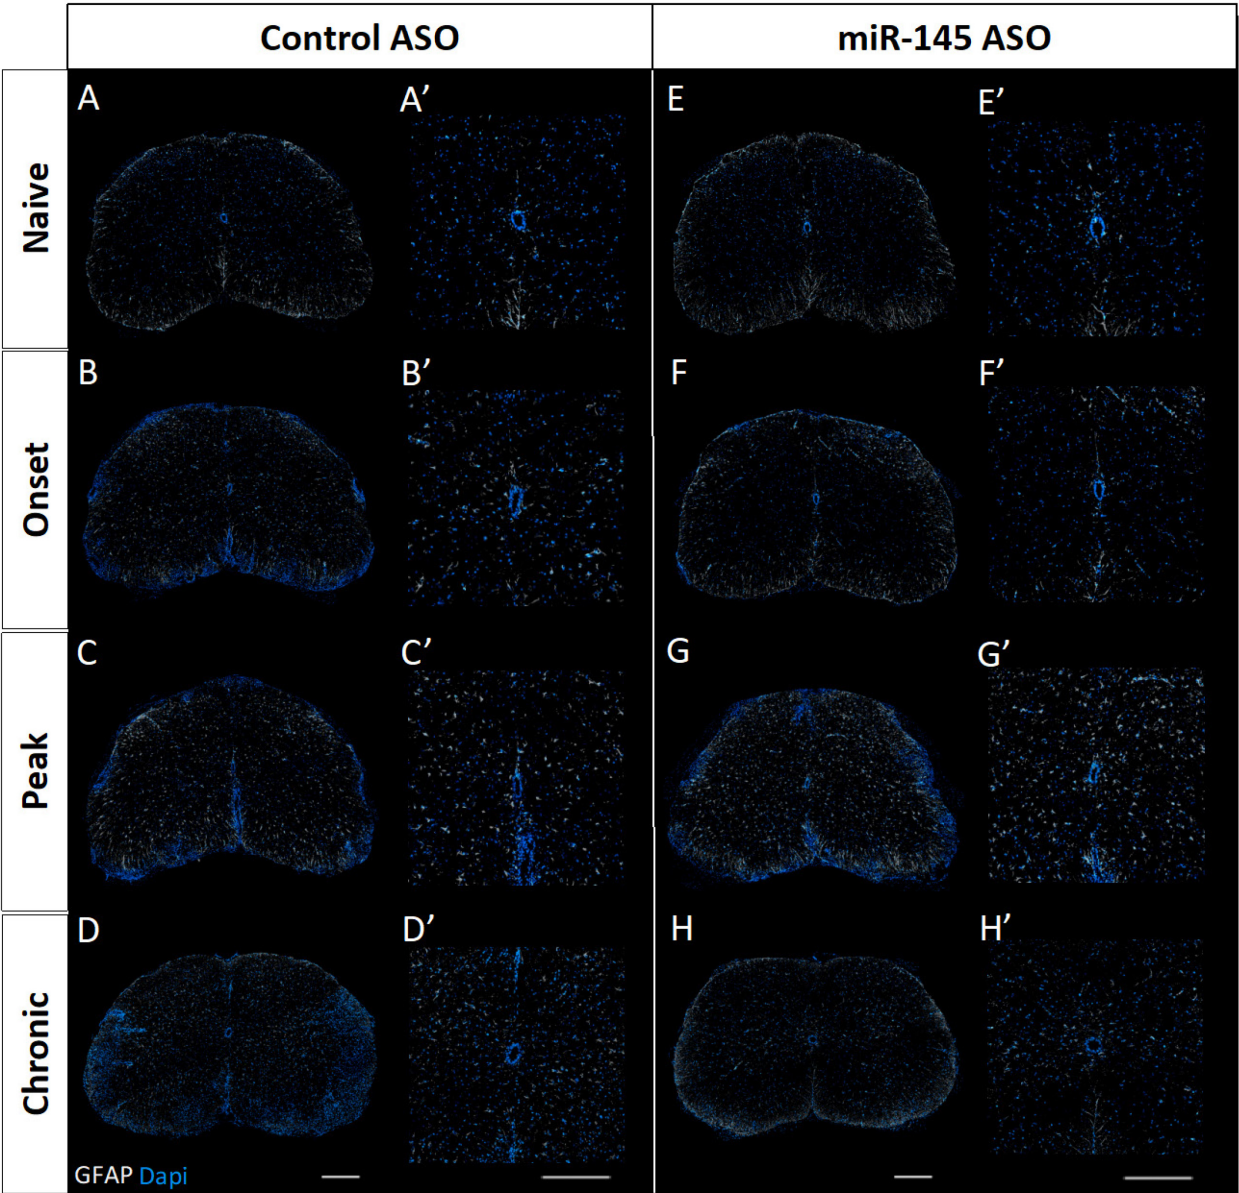 Control ASO
miR-145 ASO
Naive
A
A’
E
E’
Onset
B
B’
F
F’
Peak
C
C’
G
G’
Chronic
D
D’
H
H’
GFAP Dapi